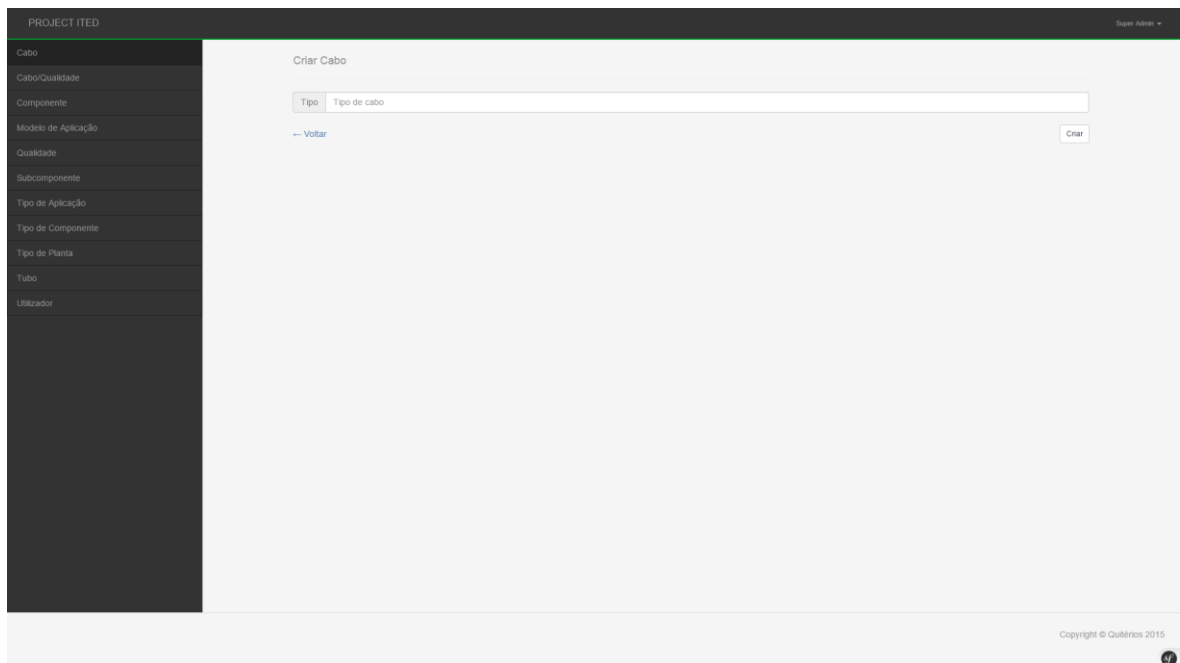 PROJECT ITED
Super Admin
Cabo
Cabo/Qualidade
Componente
Modelo de Aplicação
Qualidade
Subcomponente
Tipo de Aplicação
Tipo de Componente
Tipo de Planta
Tubo
Utilizador
Criar Cabo
Tipo Tipo de cabo
← Voltar
Criar
Copyright © Quitérios 2015
sf